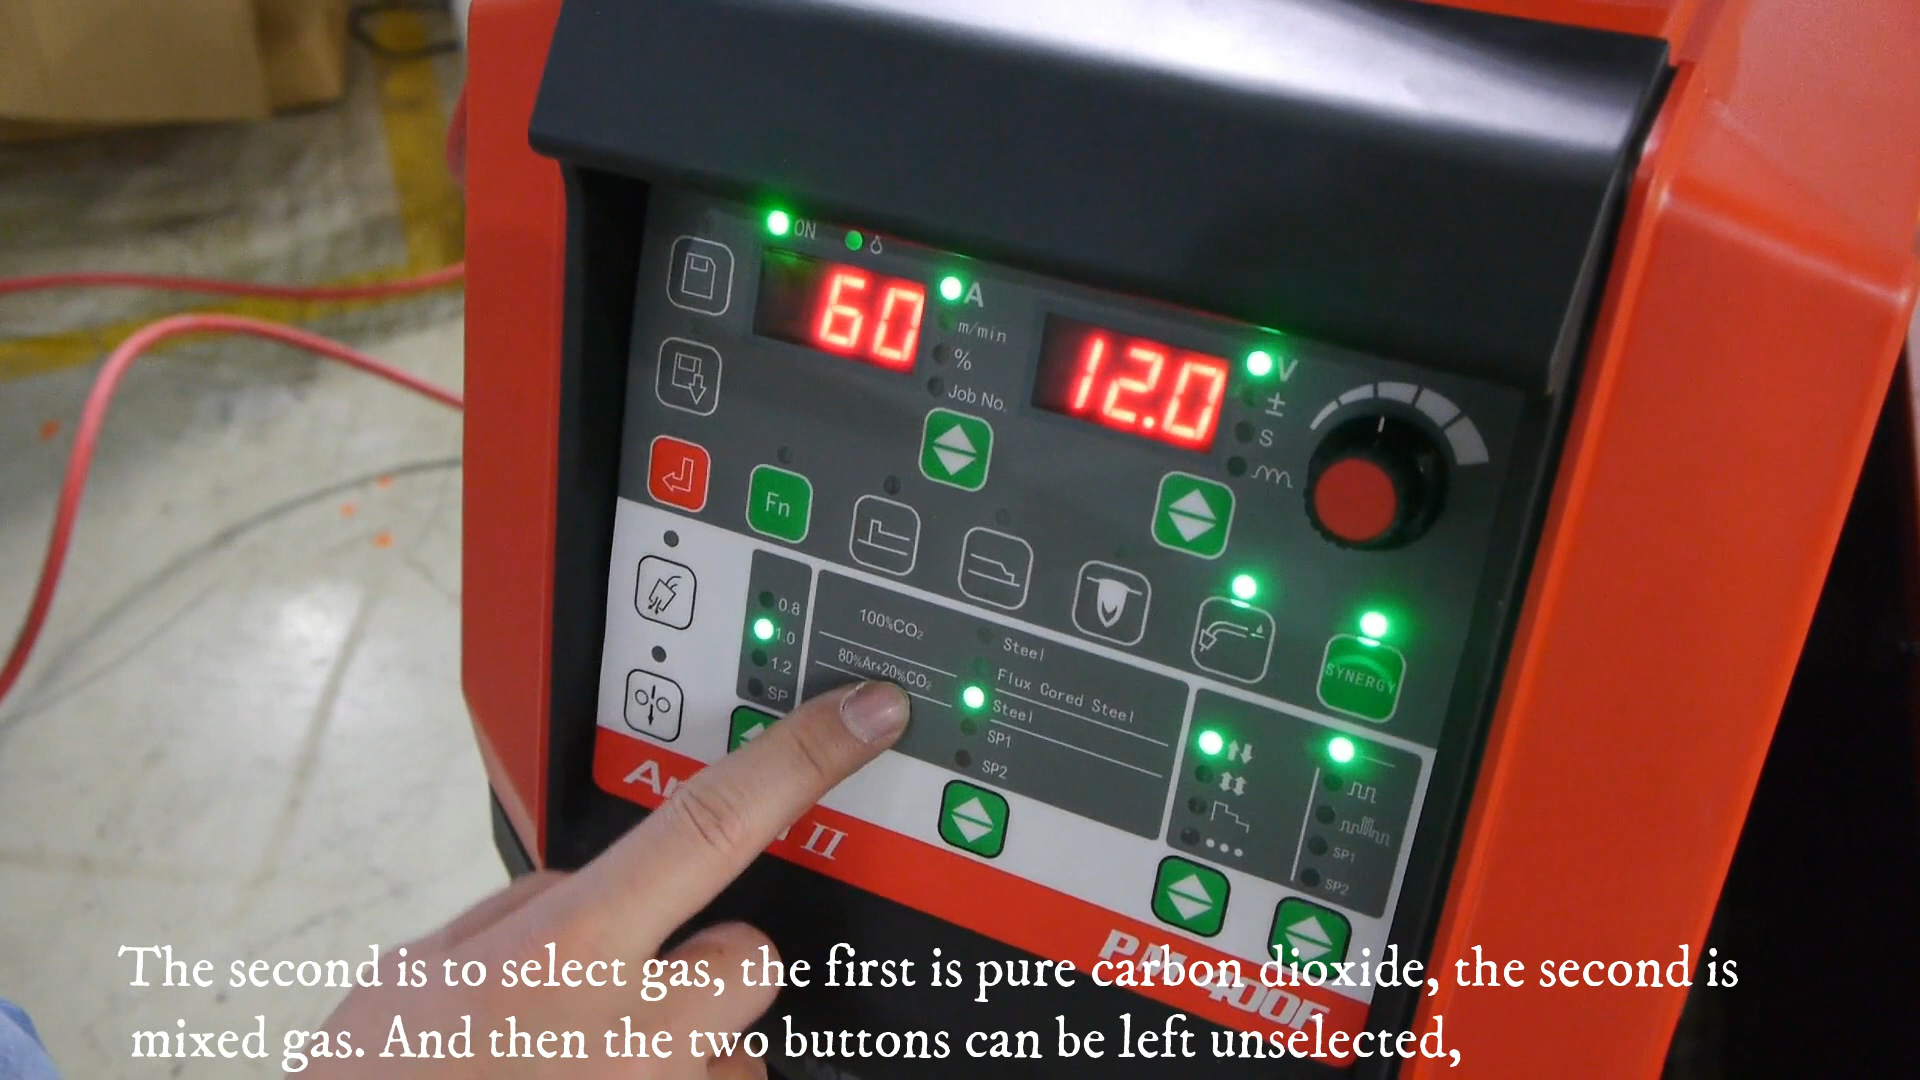 ON
60
A
m/min
%
Job No.
12.0
V
±
S
Fn
0.8
1.0
1.2
SP
100%CO₂
80%Ar+20%CO₂
Steel
Flux Cored Steel
Steel
SP1
SP2
SYNERGY
SP1
SP2
II
The second is to select gas, the first is pure carbon dioxide, the second is
mixed gas. And then the two buttons can be left unselected,